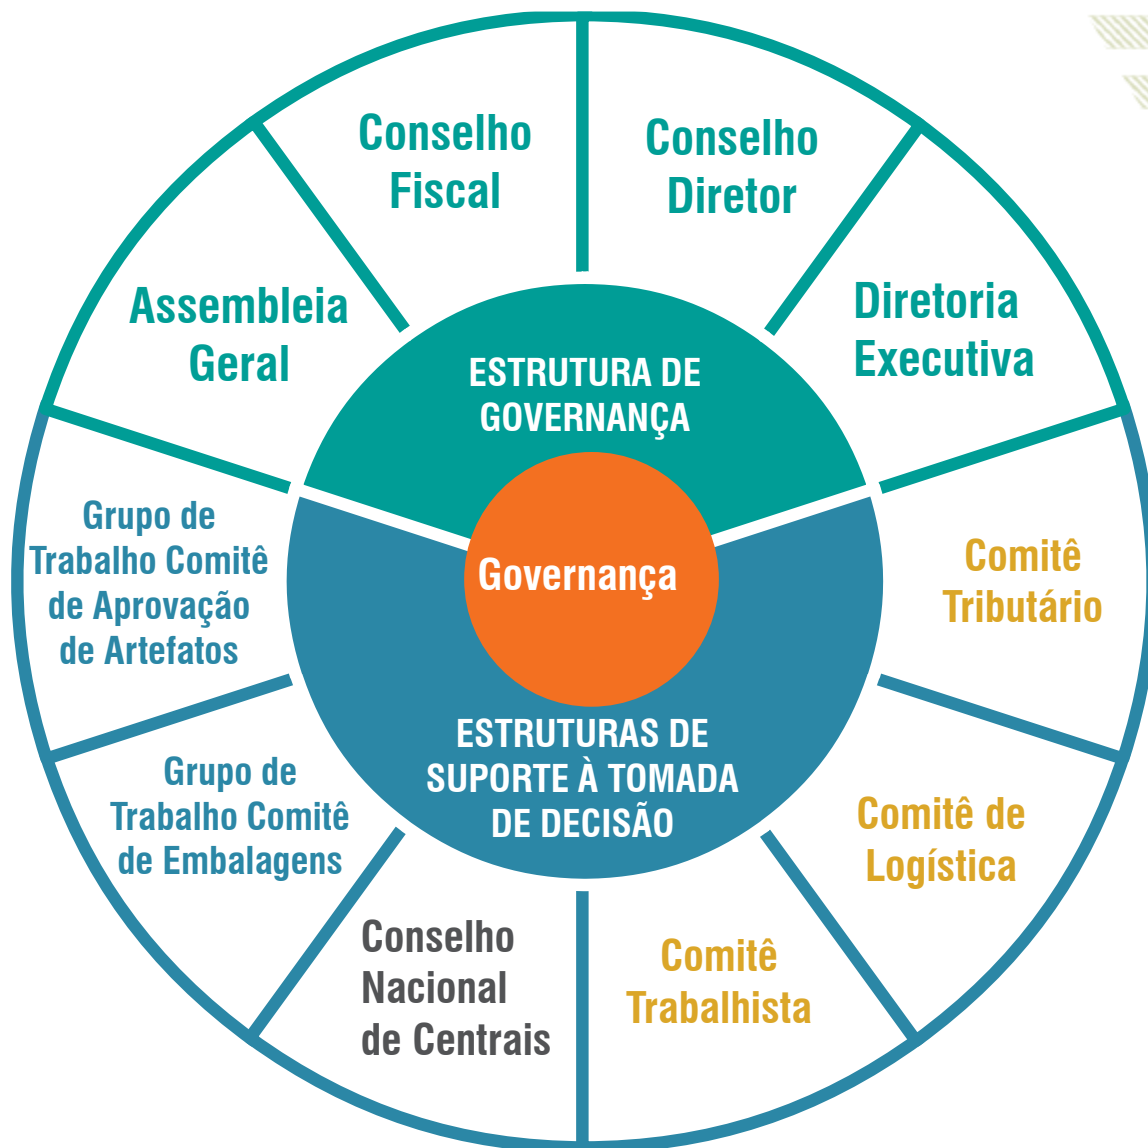 Conselho
Fiscal
Conselho
Diretor
Assembleia
Geral
Diretoria
Executiva
ESTRUTURA DE
GOVERNANÇA
Governança
Grupo de
Trabalho Comitê
de Aprovação
de Artefatos
Comitê
Tributário
ESTRUTURAS DE
SUPORTE À TOMADA
DE DECISÃO
Grupo de
Trabalho Comitê
de Embalagens
Comitê de
Logística
Conselho
Nacional
de Centrais
Comitê
Trabalhista